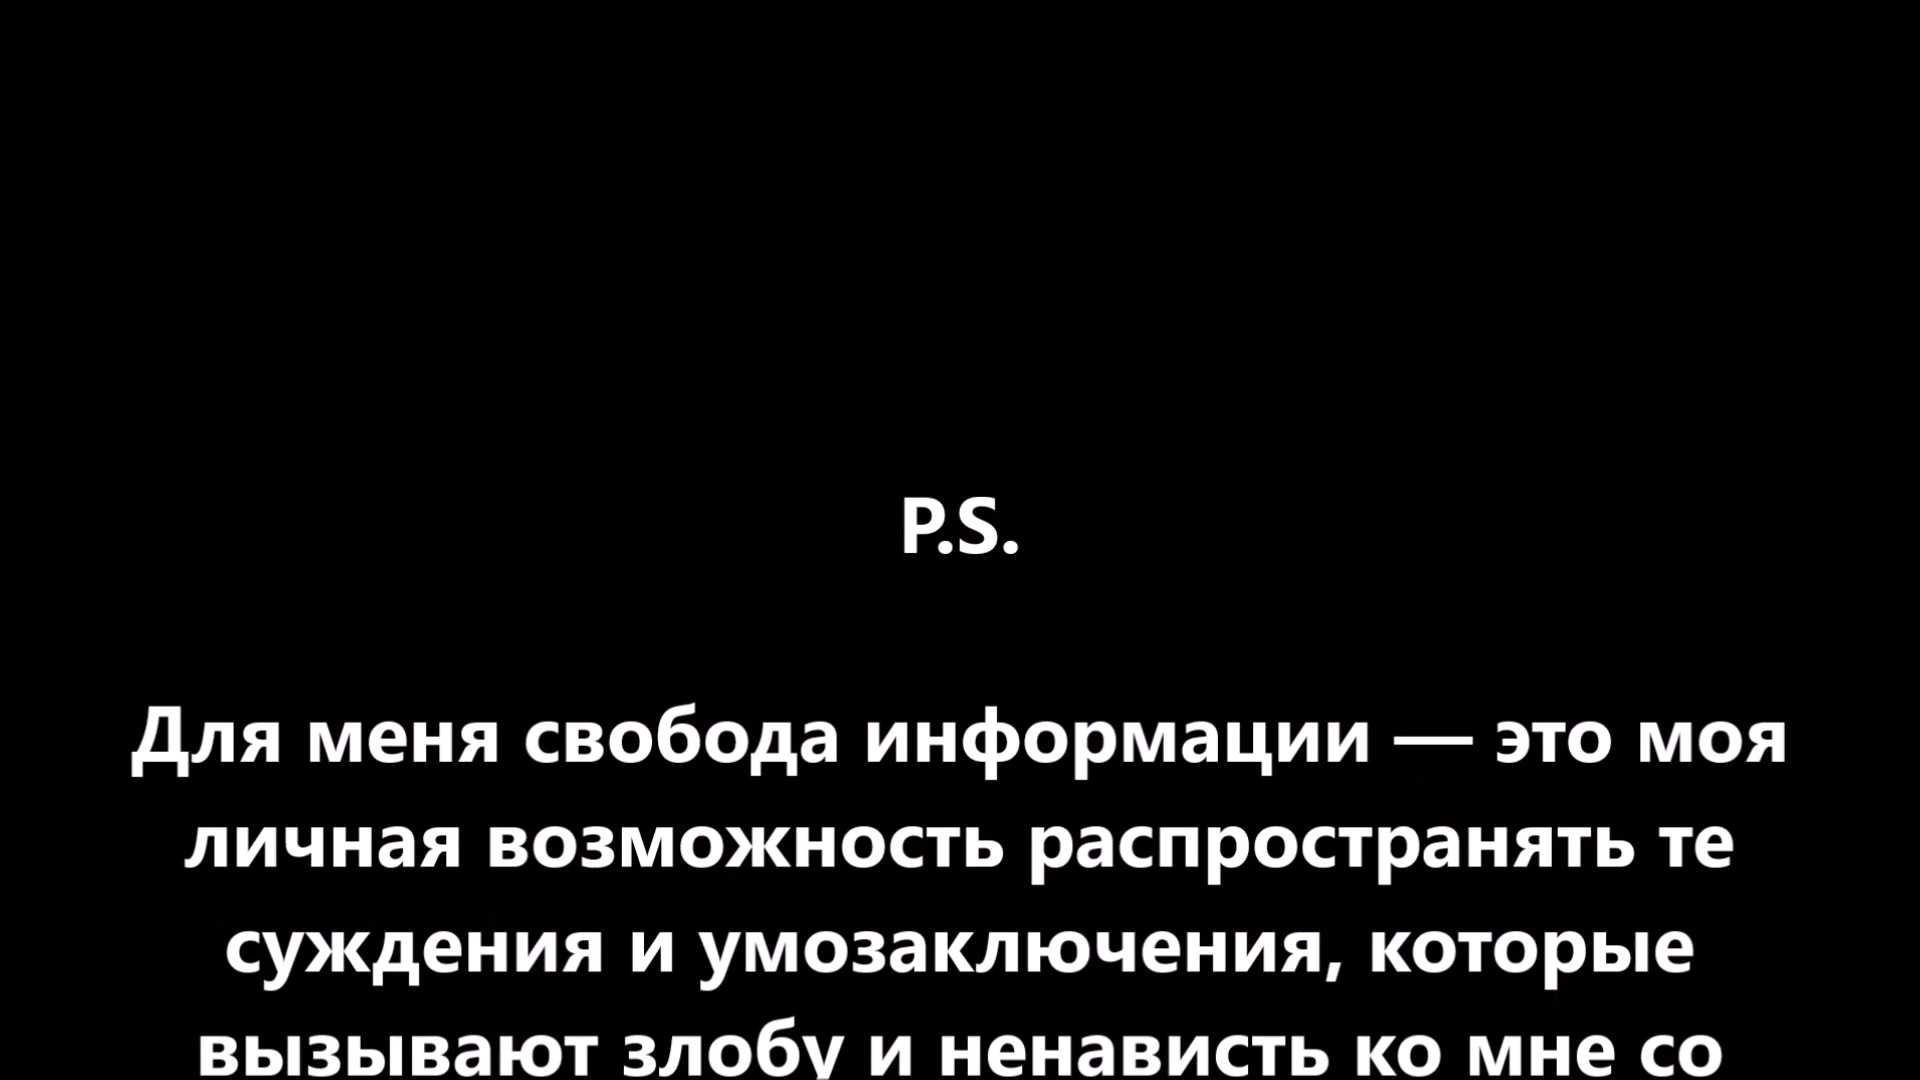 P.S.
Для меня свобода информации — это моя
личная возможность распространять те
суждения и умозаключения, которые
вызывают злобу и ненависть ко мне со